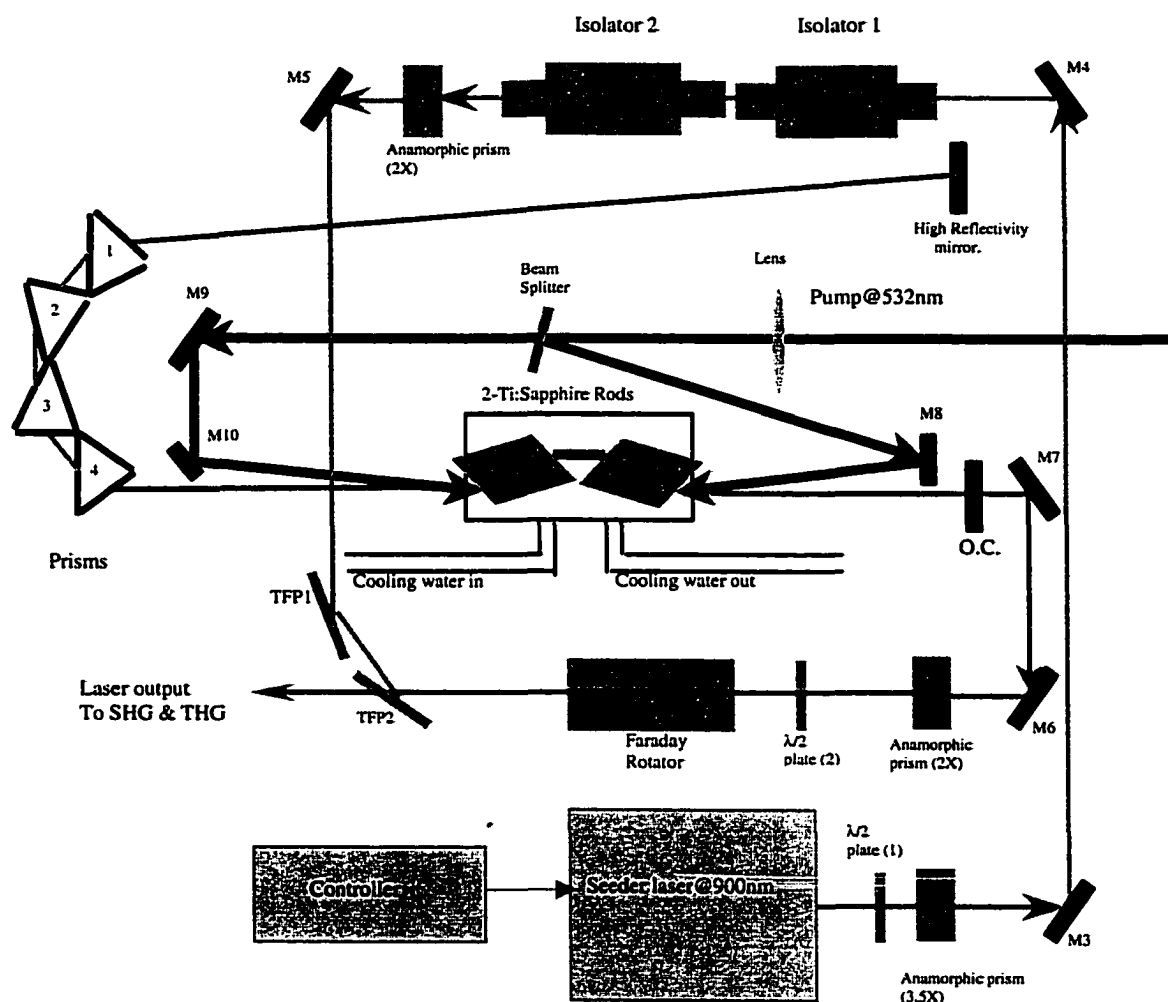 Isolator 2
Isolator 1
M5
M4
Anamorphic prism
(2X)
1
High Reflectivity
mirror.
2
M9
Beam
Splitter
Lens
Pump@532nm
3
2-Ti:Sapphire Rods
M10
M8
4
M7
Prisms
O.C.
Cooling water in
Cooling water out
TFP1
Laser output
To SHG & THG
TFP2
Faraday
Rotator
λ/2
plate (2)
Anamorphic
prism (2X)
M6
λ/2
plate (1)
Controller
Seeder laser@900nm
M3
Anamorphic prism
(3.5X)